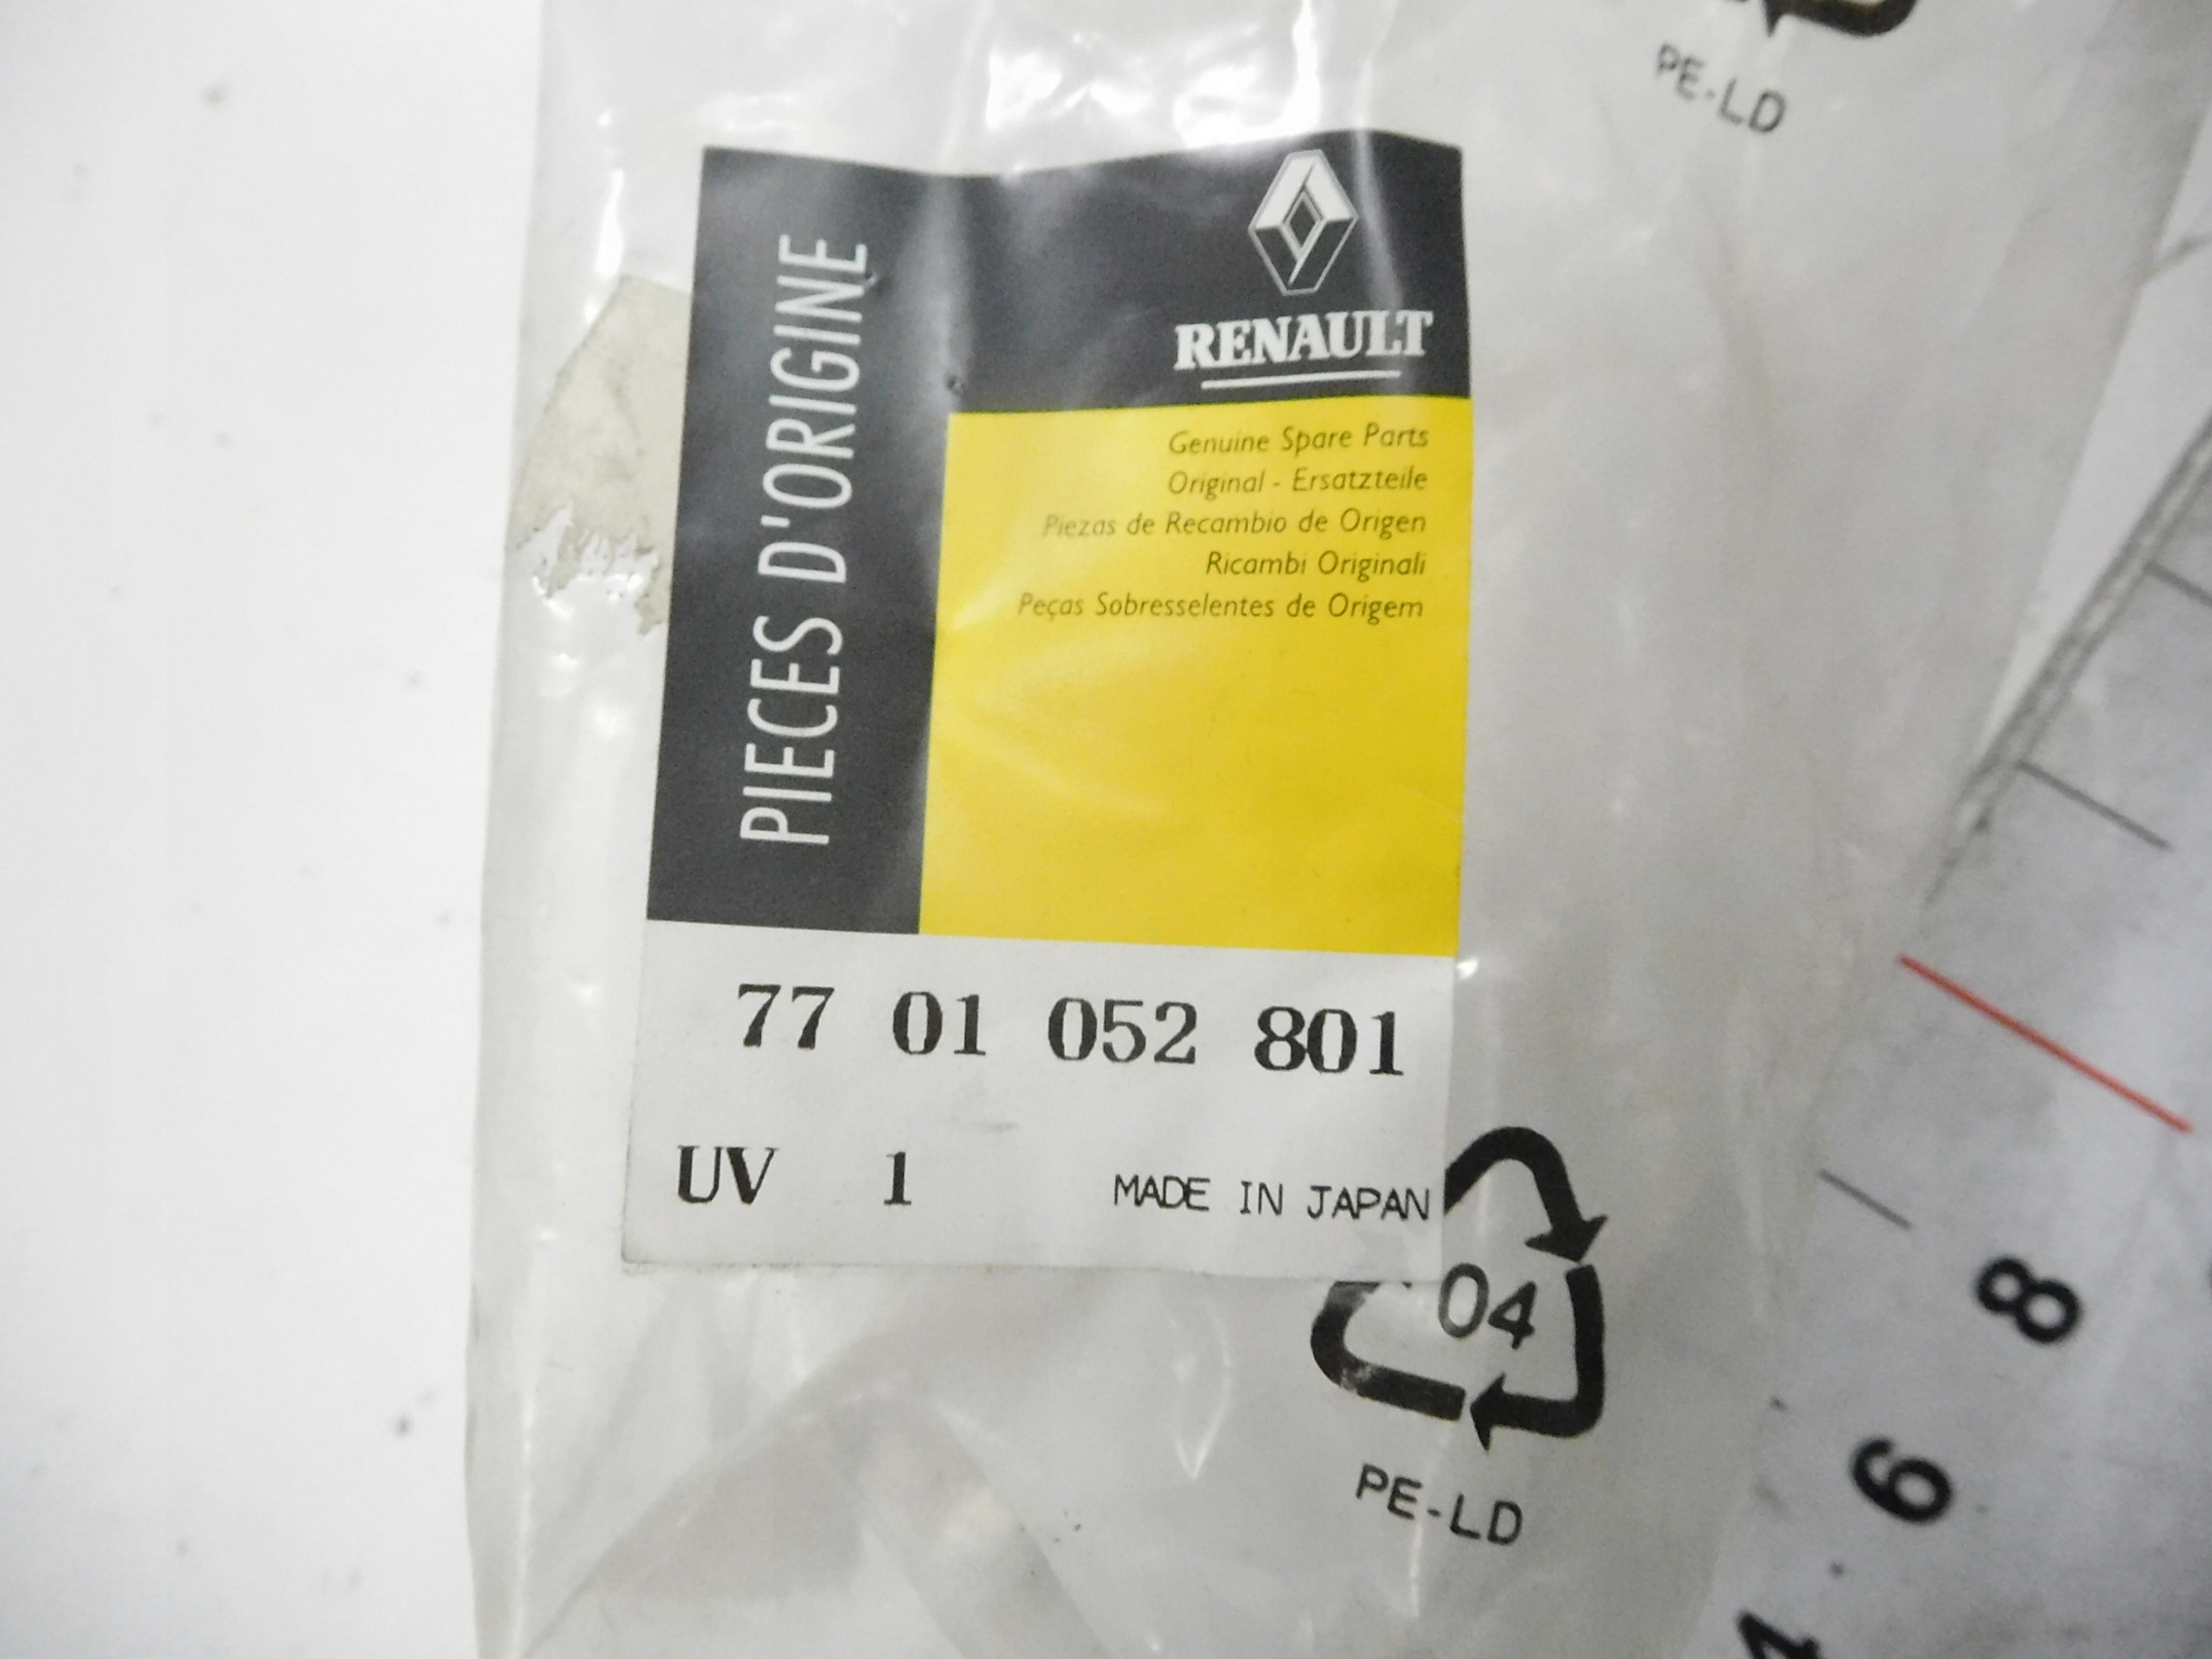 PE-LD
RENAULT
PIECES D'ORIGINE
Genuine Spare Parts
Original - Ersatzteile
Piezas de Recambio de Origen
Ricambi Originali
Peças Sobresselentes de Origem
77 01 052 801
UV 1 MADE IN JAPAN
04
PE-LD
8
6
4